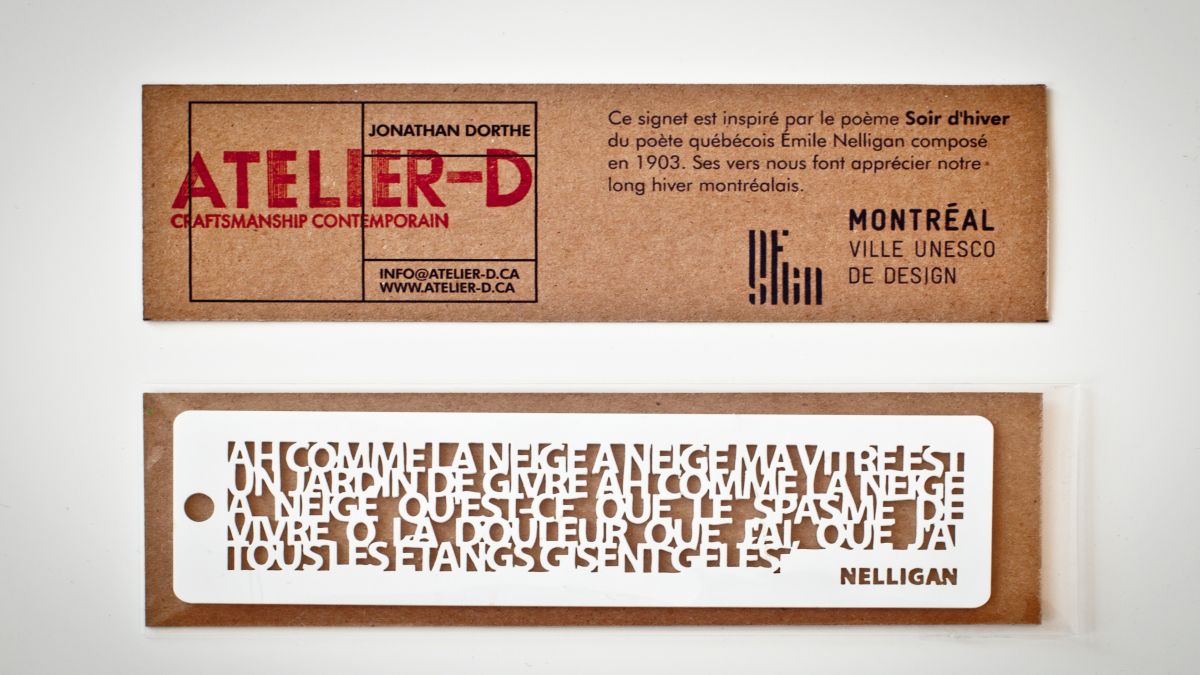 JONATHAN DORTHE
ATELIER-D
CRAFTSMANSHIP CONTEMPORAIN
INFO@ATELIER-D.CA
WWW.ATELIER-D.CA
Ce signet est inspiré par le poème Soir d'hiver
du poète québécois Émile Nelligan composé
en 1903. Ses vers nous font apprécier notre
long hiver montréalais.
DESIGN
MONTRÉAL
VILLE UNESCO
DE DESIGN
AH COMME LA NEIGE A NEIGE MA VITRE EST
UN JARDIN DE GIVRE AH COMME LA NEIGE
A NEIGE QU'EST-CE QUE LE SPASME DE
VIVRE O LA DOULEUR QUE J'AI, QUE J'AI
TOUS LES ÉTANGS GISENT GELES
NELLIGAN